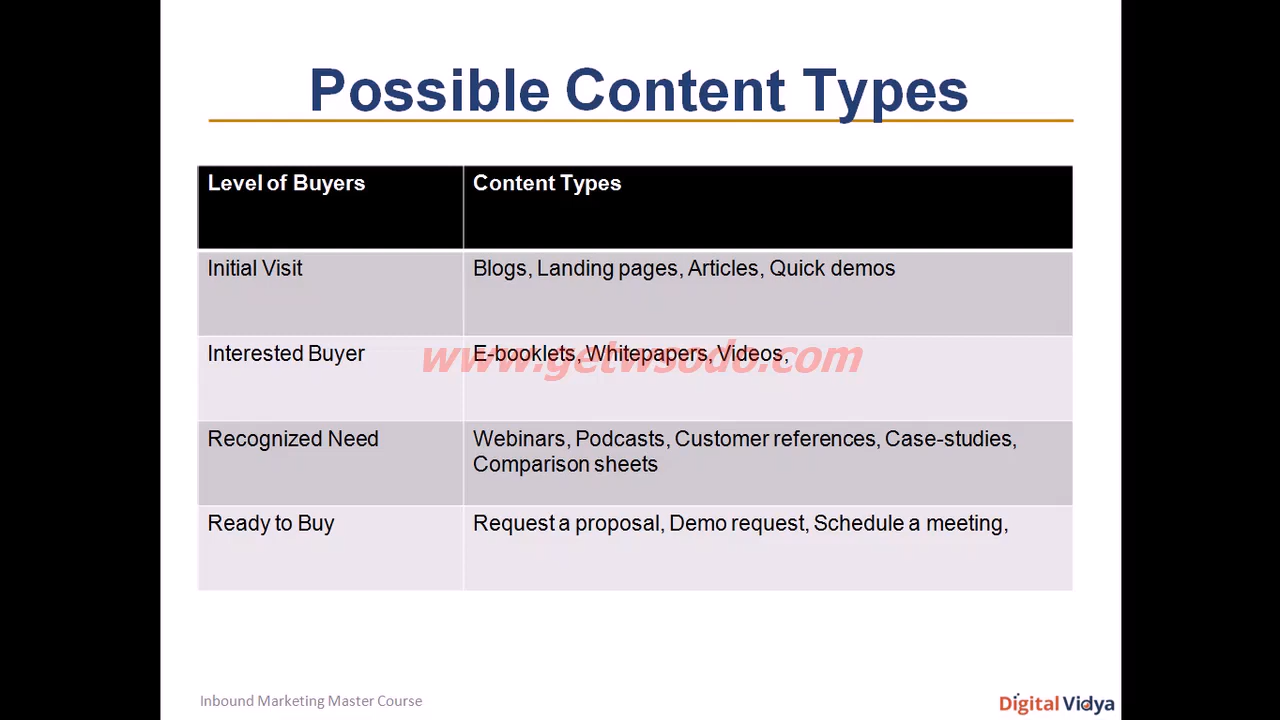 Possible Content Types
Level of Buyers
Content Types
Initial Visit
Blogs, Landing pages, Articles, Quick demos
Interested Buyer
E-booklets, Whitepapers, Videos,
www.getwsodo.com
Recognized Need
Webinars, Podcasts, Customer references, Case-studies,
Comparison sheets
Ready to Buy
Request a proposal, Demo request, Schedule a meeting,
Inbound Marketing Master Course
Digital Vidya